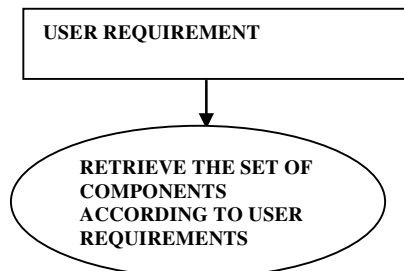 USER REQUIREMENT
RETRIEVE THE SET OF
COMPONENTS
ACCORDING TO USER
REQUIREMENTS